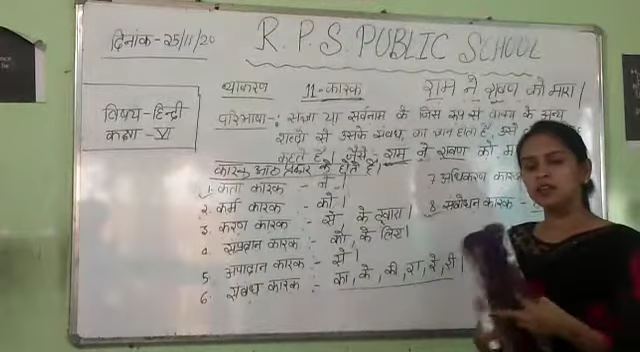 दिनांक-25/11/20
R.P.S. PUBLIC SCHOOL
विषय-हिन्दी
कक्षा-VI
व्याकरण 11-कारक राम ने रावण को मारा।
परिभाषा-: संज्ञा या सर्वनाम के जिस रूप से वाक्य के अन्य
शब्दों से उसके संबंध का ज्ञान होता है, उसे
कहते हैं। जैसे:- राम ने रावण को म
कारक आठ प्रकार के होते हैं।
1. कर्ता कारक - ने।
2. कर्म कारक - को।
3. करण कारक - से, के द्वारा।
4. संप्रदान कारक:- को, के लिए।
5. अपादान कारक:- से।
6. संबंध कारक:- का, के, की, रा, रे, री।
7. अधिकरण कारक
8. संबोधन कारक -